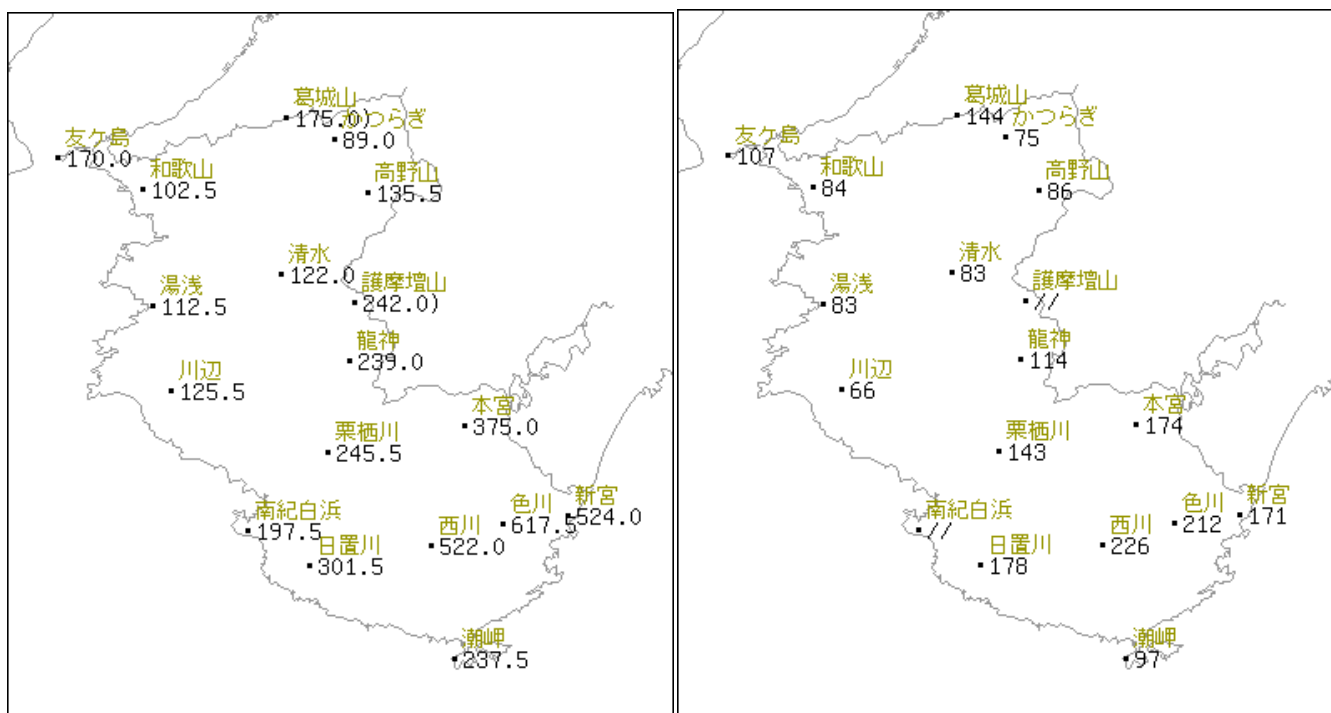 葛城山
175.0)
かつらぎ
89.0
友ケ島
170.0
和歌山
102.5
高野山
135.5
清水
122.0
護摩壇山
242.0)
湯浅
112.5
龍神
239.0
川辺
125.5
本宮
375.0
栗栖川
245.5
南紀白浜
197.5
色川
617.5
新宮
524.0
西川
522.0
日置川
301.5
潮岬
237.5
葛城山
144
かつらぎ
75
友ケ島
107
和歌山
84
高野山
86
清水
83
護摩壇山
//
湯浅
83
龍神
114
川辺
66
本宮
174
栗栖川
143
南紀白浜
//
色川
212
新宮
171
西川
226
日置川
178
潮岬
97